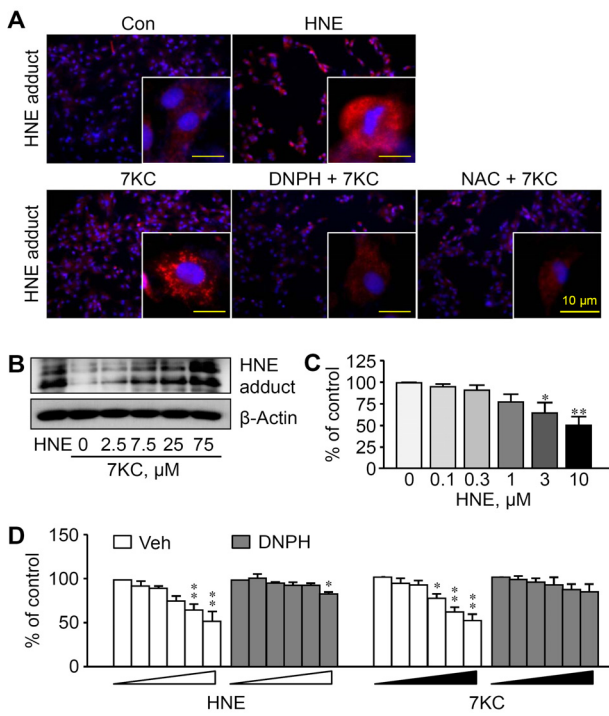 A
Con HNE
HNE adduct
7KC DNPH + 7KC NAC + 7KC
HNE adduct
10 µm
B
HNE
adduct
β-Actin
HNE 0 2.5 7.5 25 75
7KC, µM
C
% of control
125
100
75
50
25
0
* **
0 0.1 0.3 1 3 10
HNE, µM
D
% of control
150
100
50
0
Veh DNPH
** ** * * ** **
HNE 7KC